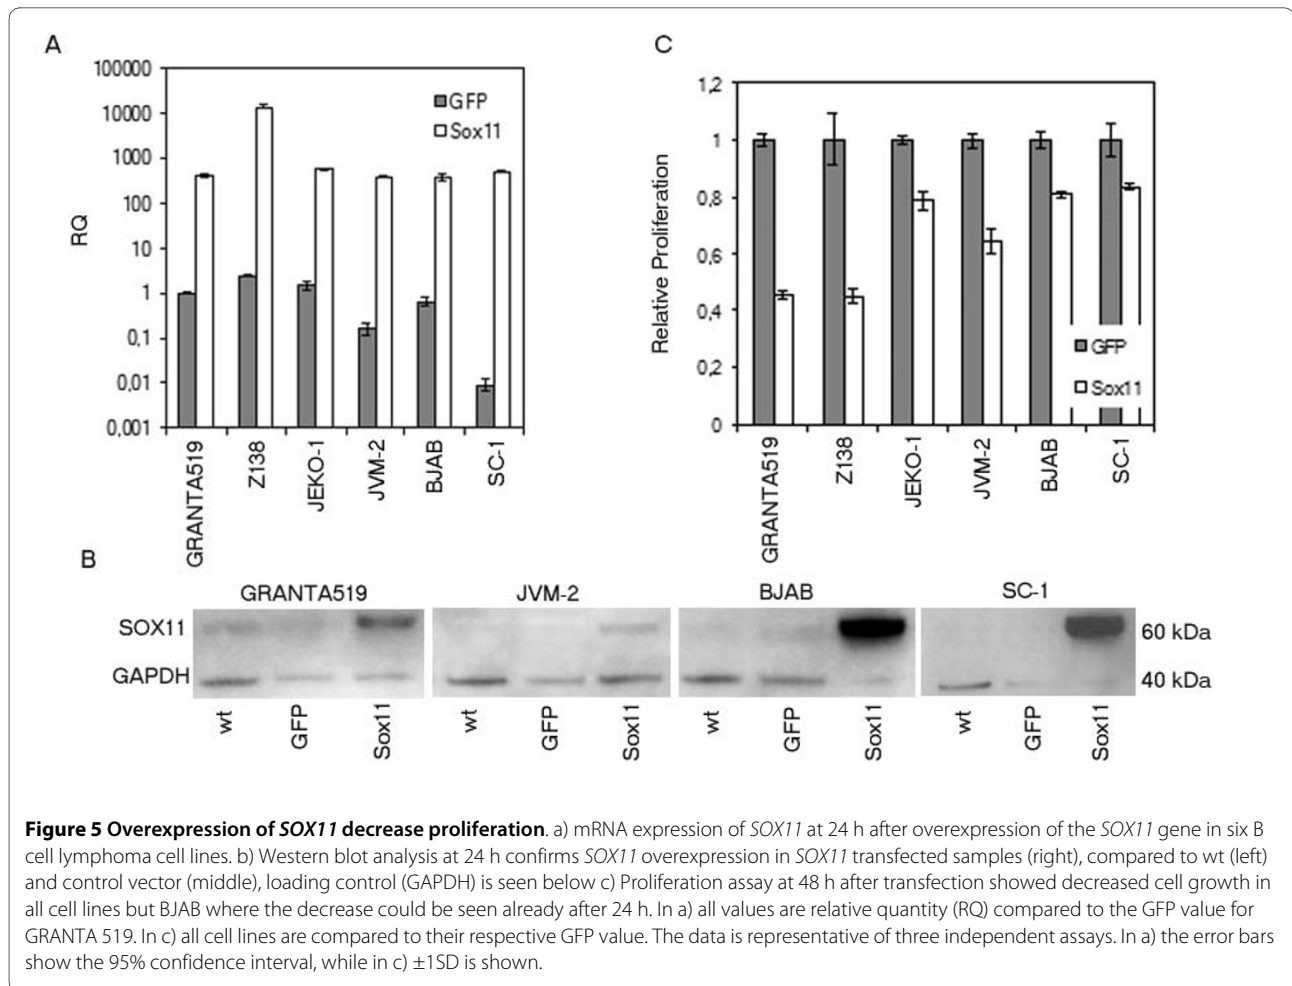 A
100000
10000
1000
100
10
1
0,1
0,01
0,001
RQ
GFP
Sox11
GRANTA519
Z138
JEKO-1
JVM-2
BJAB
SC-1
C
1,2
1
0,8
0,6
0,4
0,2
0
Relative Proliferation
GFP
Sox11
GRANTA519
Z138
JEKO-1
JVM-2
BJAB
SC-1
B
GRANTA519
JVM-2
BJAB
SC-1
SOX11
60 kDa
GAPDH
40 kDa
wt
GFP
Sox11
wt
GFP
Sox11
wt
GFP
Sox11
wt
GFP
Sox11
Figure 5 Overexpression of SOX11 decrease proliferation. a) mRNA expression of SOX11 at 24 h after overexpression of the SOX11 gene in six B
cell lymphoma cell lines. b) Western blot analysis at 24 h confirms SOX11 overexpression in SOX11 transfected samples (right), compared to wt (left)
and control vector (middle), loading control (GAPDH) is seen below c) Proliferation assay at 48 h after transfection showed decreased cell growth in
all cell lines but BJAB where the decrease could be seen already after 24 h. In a) all values are relative quantity (RQ) compared to the GFP value for
GRANTA 519. In c) all cell lines are compared to their respective GFP value. The data is representative of three independent assays. In a) the error bars
show the 95% confidence interval, while in c) ±1SD is shown.